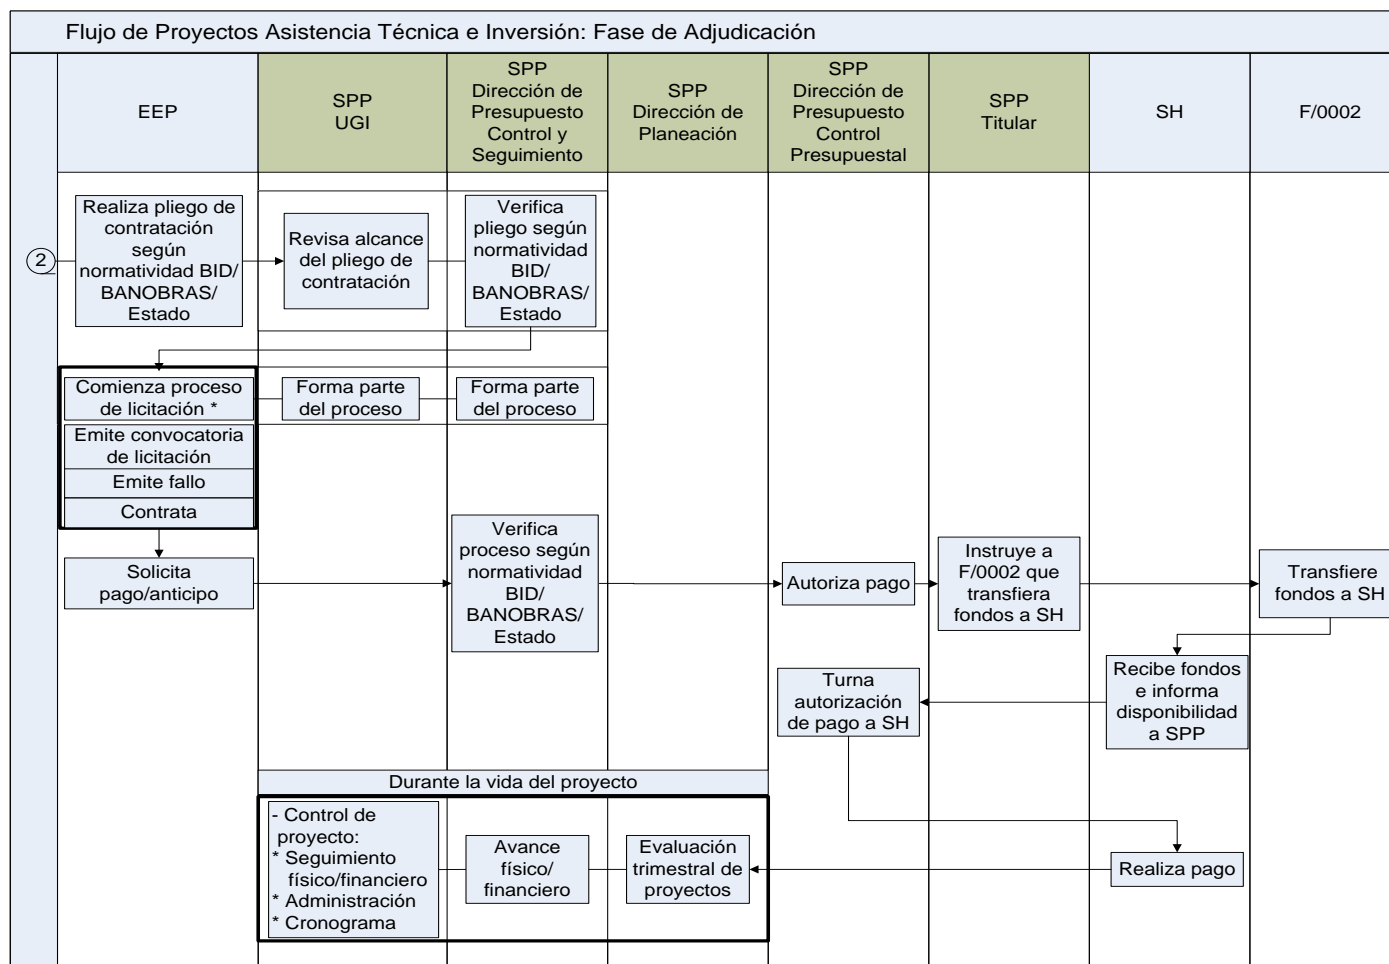 Flujo de Proyectos Asistencia Técnica e Inversión: Fase de Adjudicación
EEP
SPP
UGI
SPP
Dirección de
Presupuesto
Control y
Seguimiento
SPP
Dirección de
Planeación
SPP
Dirección de
Presupuesto
Control
Presupuestal
SPP
Titular
SH
F/0002
2
Realiza pliego de
contratación
según
normatividad BID/
BANOBRAS/
Estado
Revisa alcance
del pliego de
contratación
Verifica
pliego según
normatividad
BID/
BANOBRAS/
Estado
Comienza proceso
de licitación *
Forma parte
del proceso
Forma parte
del proceso
Emite convocatoria
de licitación
Emite fallo
Contrata
Solicita
pago/anticipo
Verifica
proceso según
normatividad
BID/
BANOBRAS/
Estado
Autoriza pago
Instruye a
F/0002 que
transfiera
fondos a SH
Transfiere
fondos a SH
Recibe fondos
e informa
disponibilidad
a SPP
Turna
autorización
de pago a SH
Durante la vida del proyecto
- Control de
proyecto:
* Seguimiento
físico/financiero
* Administración
* Cronograma
Avance
físico/
financiero
Evaluación
trimestral de
proyectos
Realiza pago